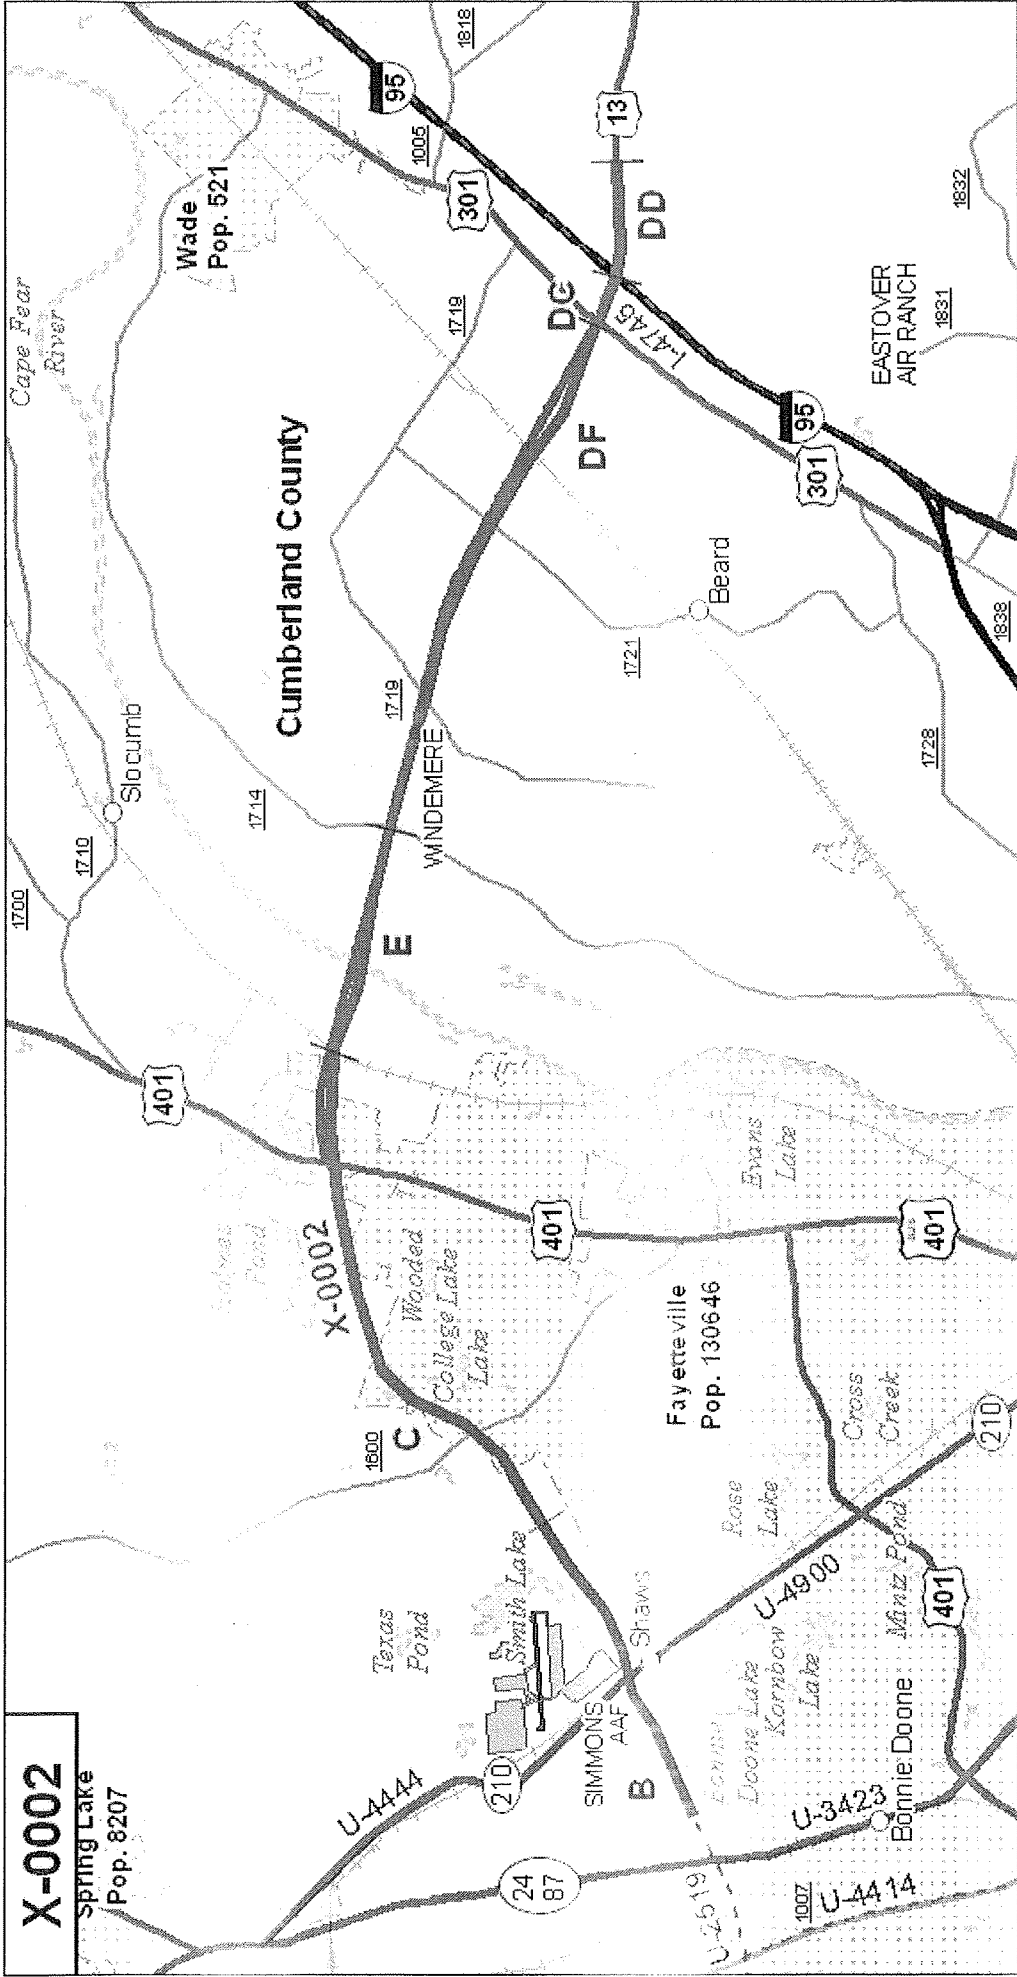 X-0002
Spring Lake
Pop. 8207
U-4444
210
24
87
U-2519
1007
U-4414
U-3423
Bonnie Doone
B
SIMMONS
AAF
Texas
Pond
Smith Lake
Shaws
Doone Lake
Kornbow
Lake
Mintz Pond
401
U-4900
Rose
Lake
Cross
Creek
210
1600
C
College Lake
Wooded
Lake
X-0002
Fayetteville
Pop. 130646
401
401
401
Evans
Lake
Pond
1700
1710
Slocumb
1714
E
WINDEMERE
Cumberland County
1719
1719
1721
Beard
1728
1838
Cape Fear
River
Wade
Pop. 521
DF
DC
I-4746
DD
301
301
95
95
1005
1818
13
EASTOVER
AIR RANCH
1831
1832